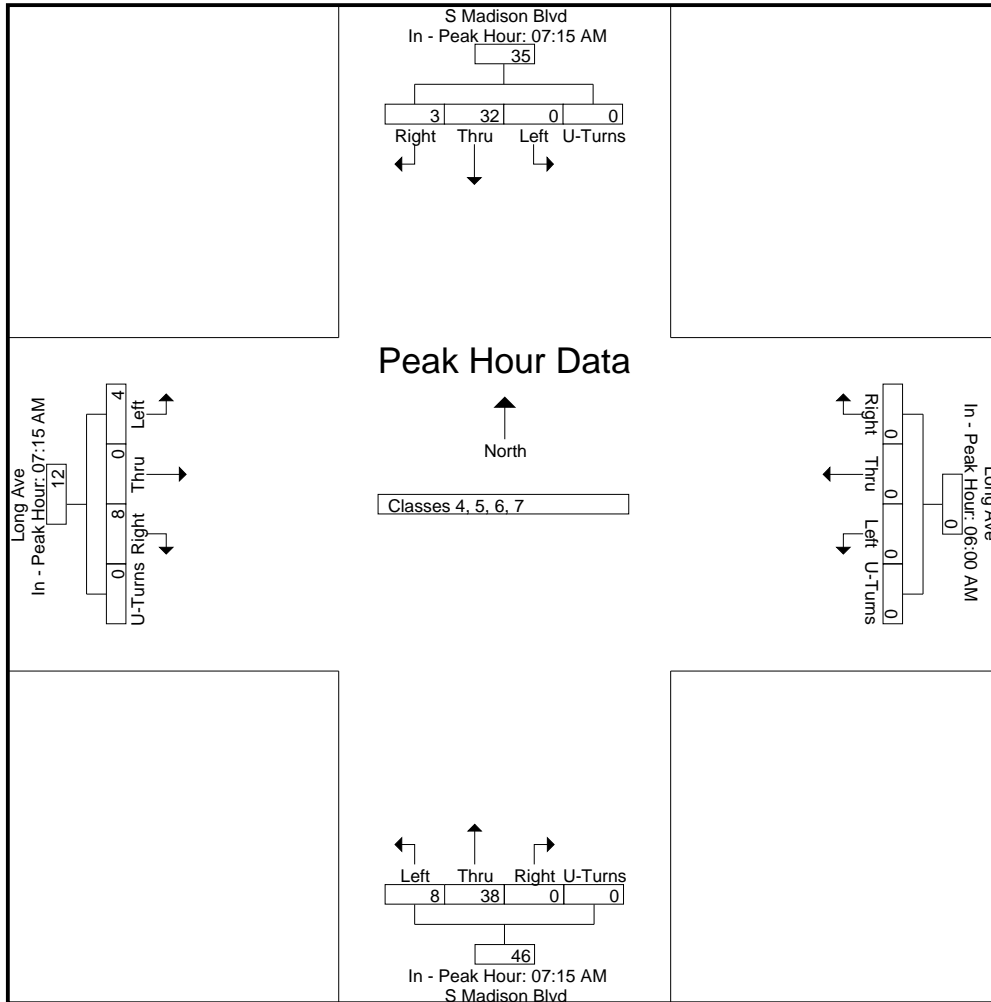 S Madison Blvd
In - Peak Hour: 07:15 AM
35
3 32 0 0
Right Thru Left U-Turns
Peak Hour Data
North
Classes 4, 5, 6, 7
Long Ave
In - Peak Hour: 07:15 AM
12
4 0 8 0
Left Thru Right U-Turns
Long Ave
In - Peak Hour: 06:00 AM
0
0 0 0 0
Right Thru Left U-Turns
Left Thru Right U-Turns
8 38 0 0
46
In - Peak Hour: 07:15 AM
S Madison Blvd